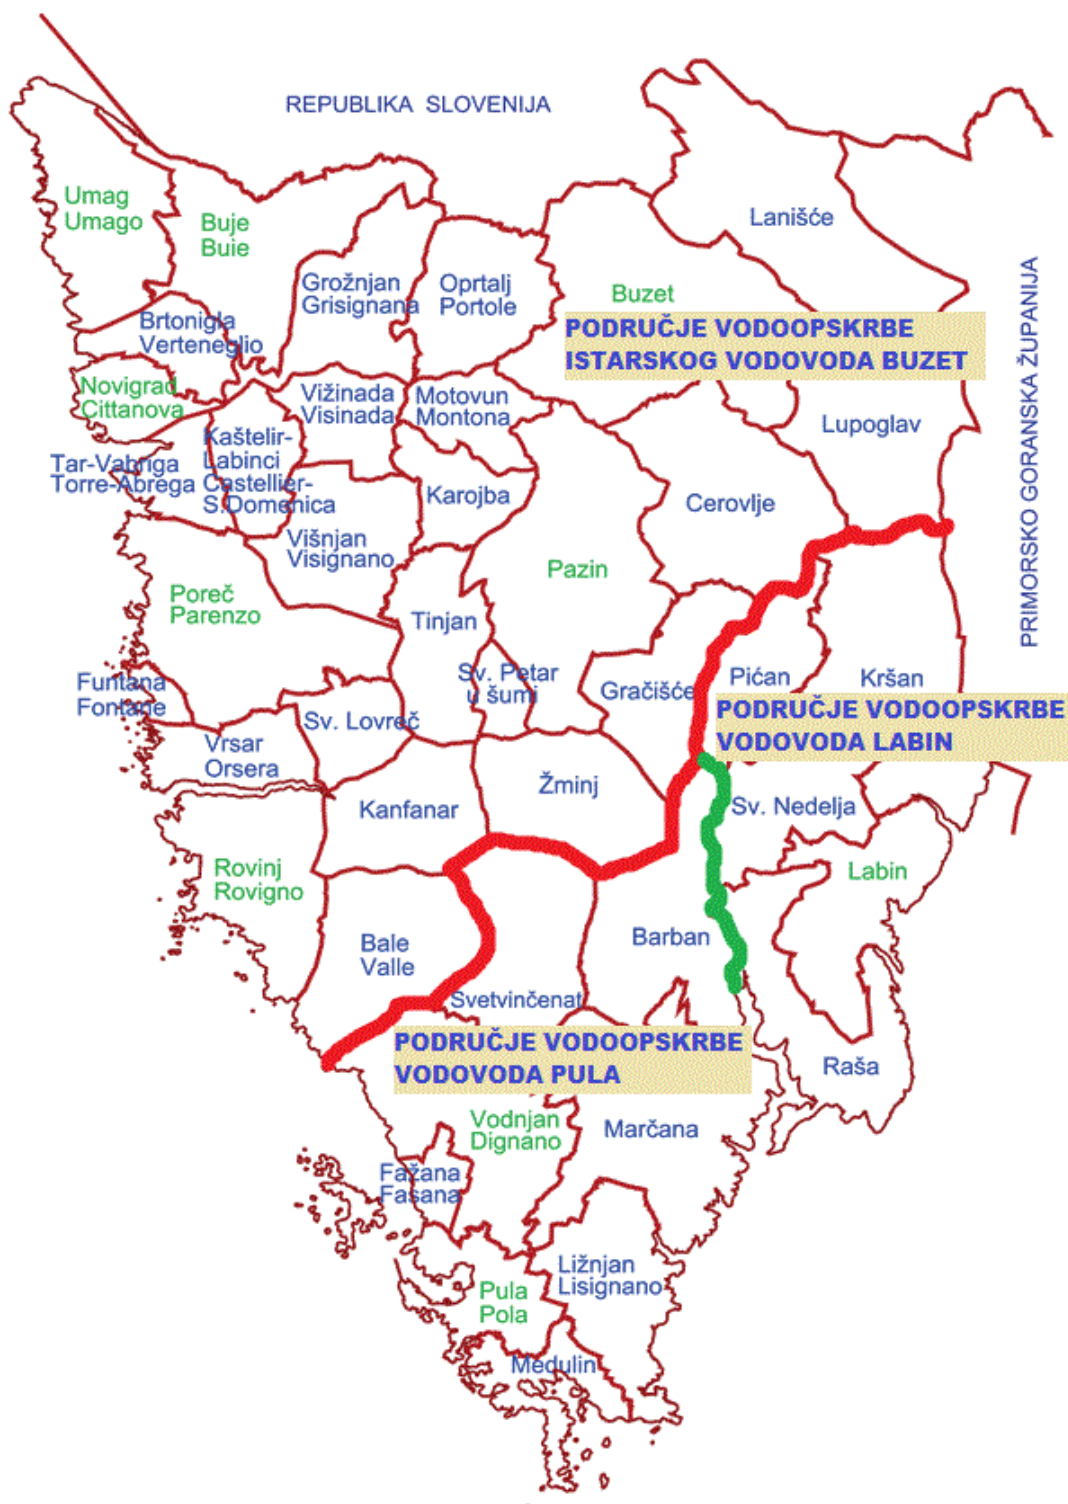 REPUBLIKA SLOVENIJA
Umag
Umago
Buje
Buie
Lanišće
Grožnjan
Grisignana
Oprtalj
Portole
Buzet
PRIMORSKO GORANSKA ŽUPANIJA
Brtonigla
Verteneglio
PODRUČJE VODOOPSKRBE
ISTARSKOG VODOVODA BUZET
Novigrad
Cittanova
Vižinada
Visinada
Motovun
Montona
Lupoglav
Kaštelir-
Labinci
Castellier-
S.Domenica
Tar-Vabriga
Torre-Abrega
Karojba
Cerovlje
Višnjan
Visignano
Pazin
Poreč
Parenzo
Tinjan
Sv. Petar
u šumi
Gračišće
Pićan
Kršan
Funtana
Fontane
Sv. Lovreč
PODRUČJE VODOOPSKRBE
VODOVODA LABIN
Vrsar
Orsera
Kanfanar
Žminj
Sv. Nedelja
Rovinj
Rovigno
Labin
Bale
Valle
Barban
Svetvinčenat
PODRUČJE VODOOPSKRBE
VODOVODA PULA
Raša
Vodnjan
Dignano
Marčana
Fažana
Fasana
Ližnjan
Lisignano
Pula
Pola
Medulin